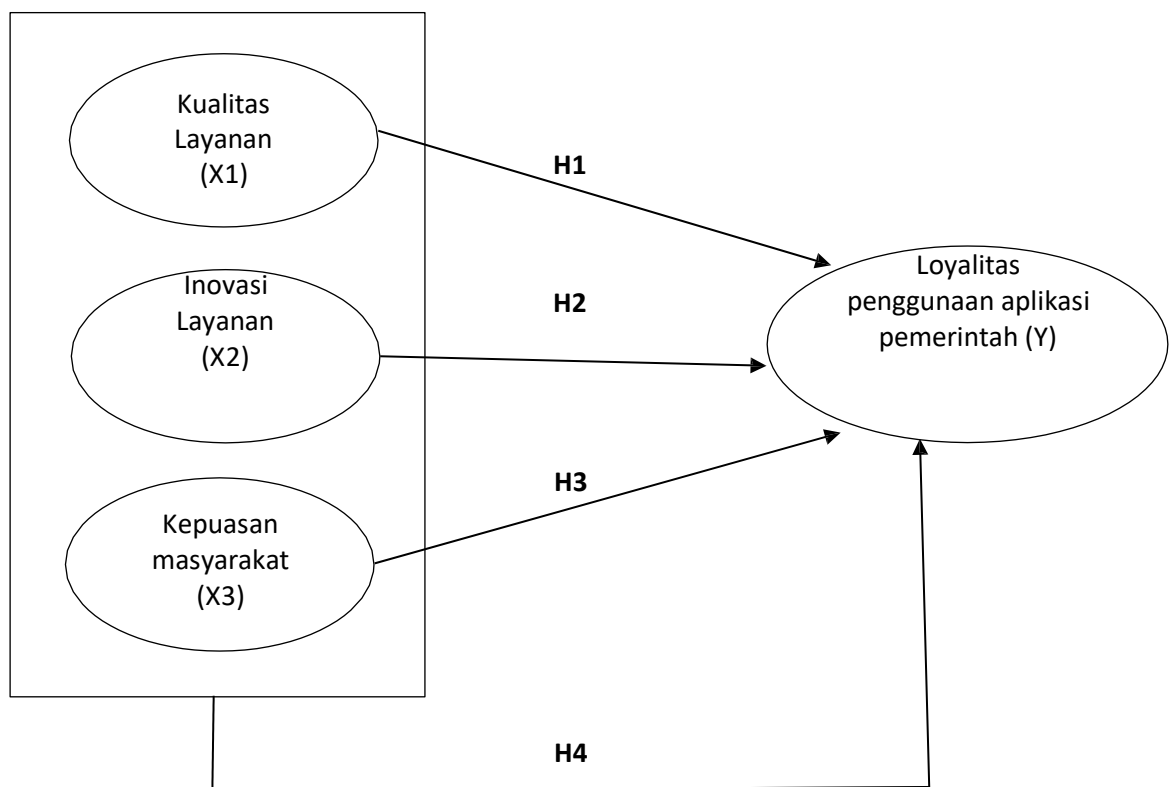 Kualitas
Layanan
(X1)
H1
Inovasi
Layanan
(X2)
H2
Loyalitas
penggunaan aplikasi
pemerintah (Y)
H3
Kepuasan
masyarakat
(X3)
H4